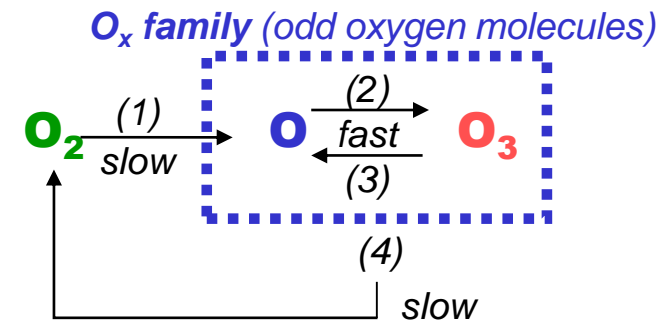 Oₓ family (odd oxygen molecules)
(1)
(2)
O₂ O fast O₃
slow
(3)
(4)
slow